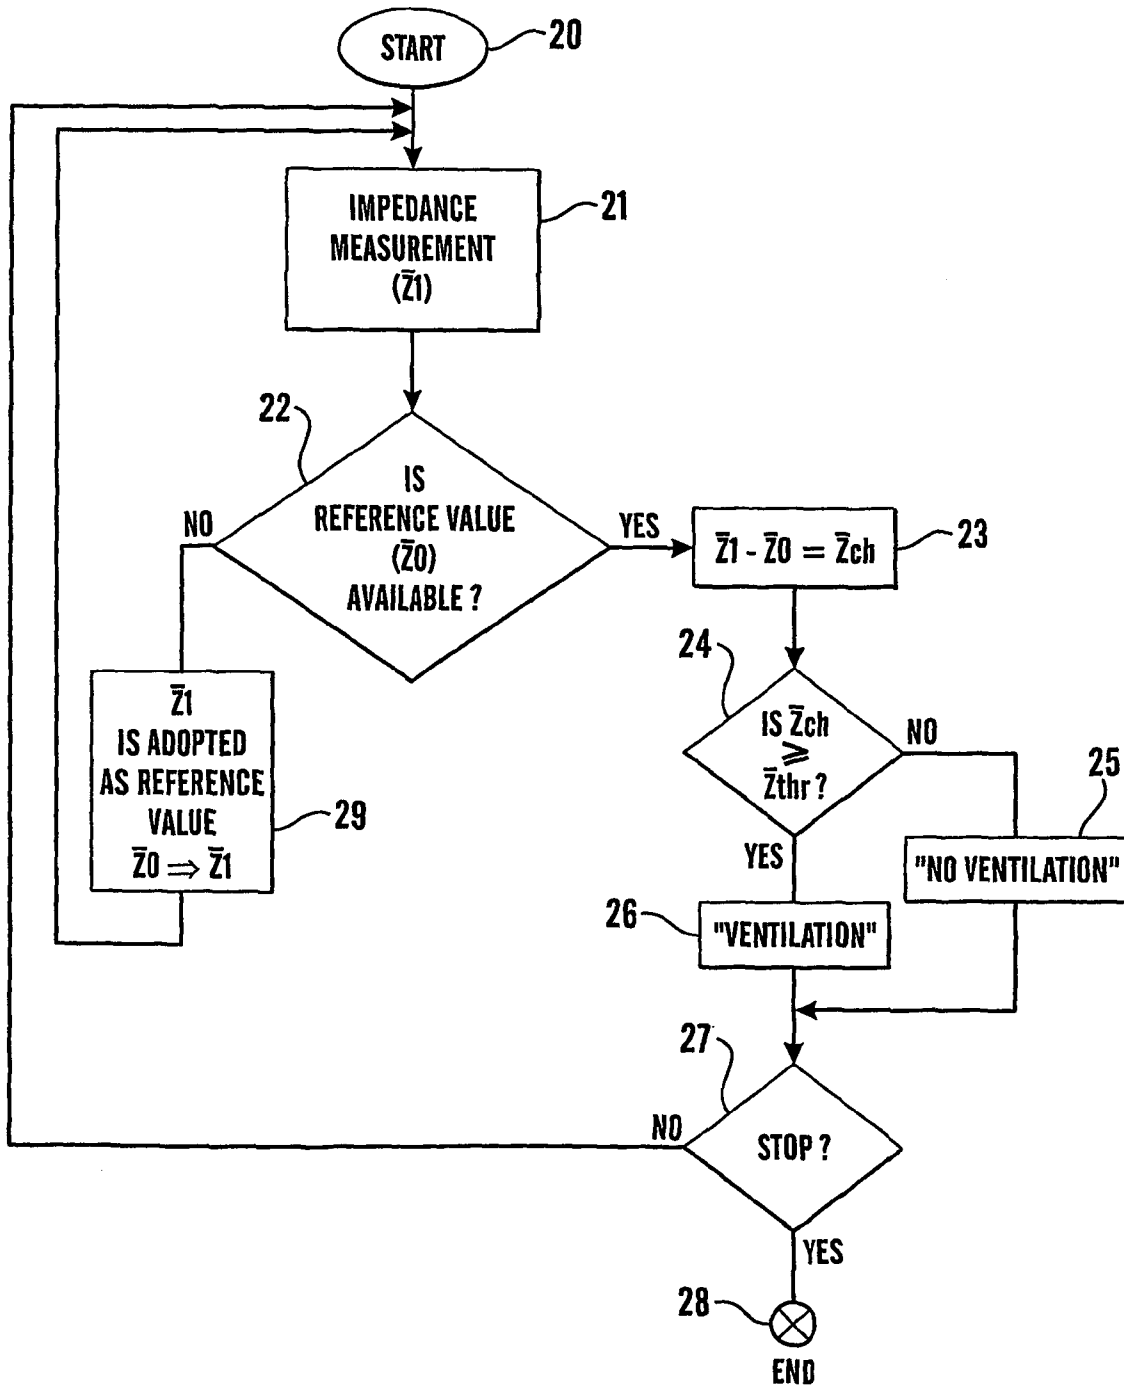 START
20
IMPEDANCE
MEASUREMENT
(Z̄1)
21
22
IS
REFERENCE VALUE
(Z̄0)
AVAILABLE ?
NO
YES
Z̄1 - Z̄0 = Z̄ch
23
24
IS Z̄ch
⩾
Z̄thr ?
NO
YES
25
"NO VENTILATION"
26
"VENTILATION"
Z̄1
IS ADOPTED
AS REFERENCE
VALUE
Z̄0 ⇒ Z̄1
29
27
NO
STOP ?
YES
28
END